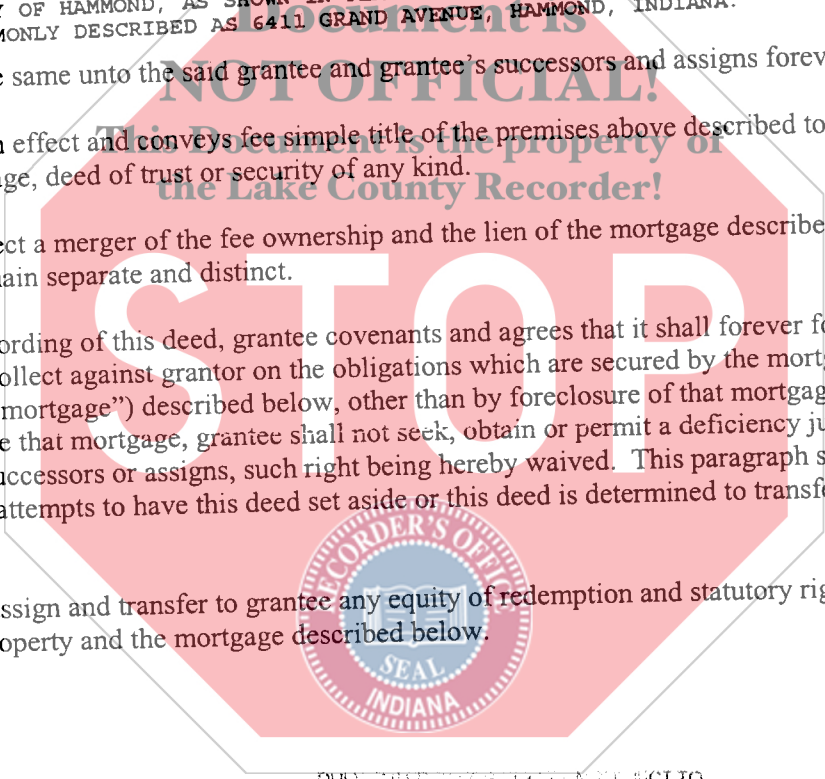 OF HAMMOND, AS SHOWN IN
MONLY DESCRIBED AS 6411 GRAND AVENUE, HAMMOND, INDIANA.
Document is
same unto the said grantee and grantee's successors and assigns forev
NOT OFFICIAL!
effect and conveys fee simple title of the premises above described to
This Document is the property of
ge, deed of trust or security of any kind.
the Lake County Recorder!
ect a merger of the fee ownership and the lien of the mortgage describe
ain separate and distinct.
STOP
ording of this deed, grantee covenants and agrees that it shall forever fo
ollect against grantor on the obligations which are secured by the mort
mortgage") described below, other than by foreclosure of that mortgag
e that mortgage, grantee shall not seek, obtain or permit a deficiency ju
uccessors or assigns, such right being hereby waived. This paragraph s
attempts to have this deed set aside or this deed is determined to transfe
RECORDER'S OFFICE
ssign and transfer to grantee any equity of redemption and statutory rig
operty and the mortgage described below.
SEAL
INDIANA